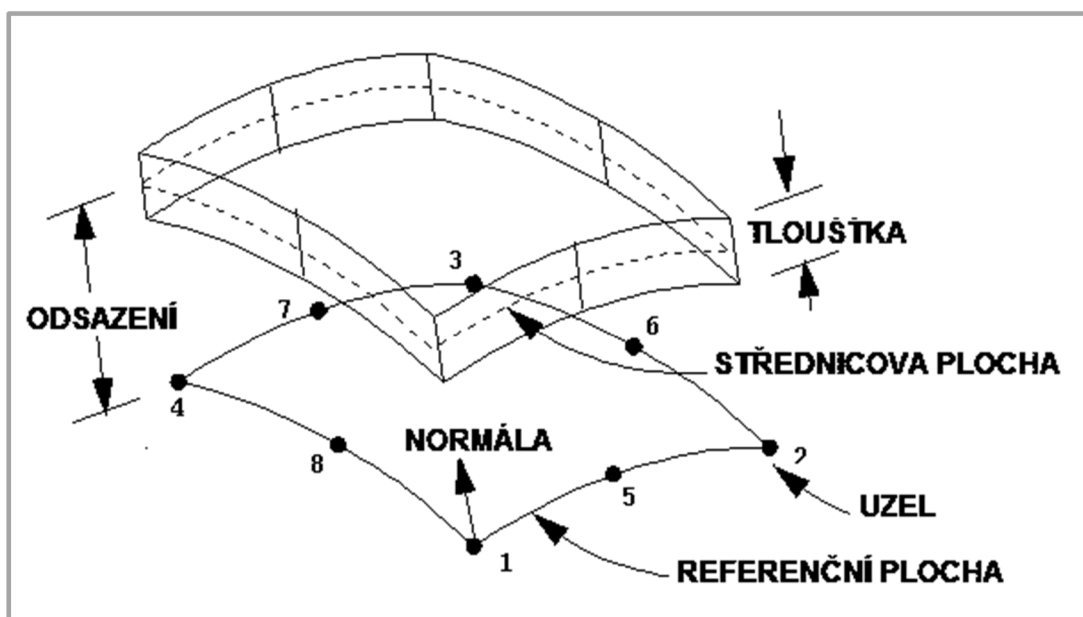 TLOUŠŤKA
3
ODSAZENÍ
7
6
STŘEDNICOVA PLOCHA
4
NORMÁLA
2
8
5
UZEL
1
REFERENČNÍ PLOCHA